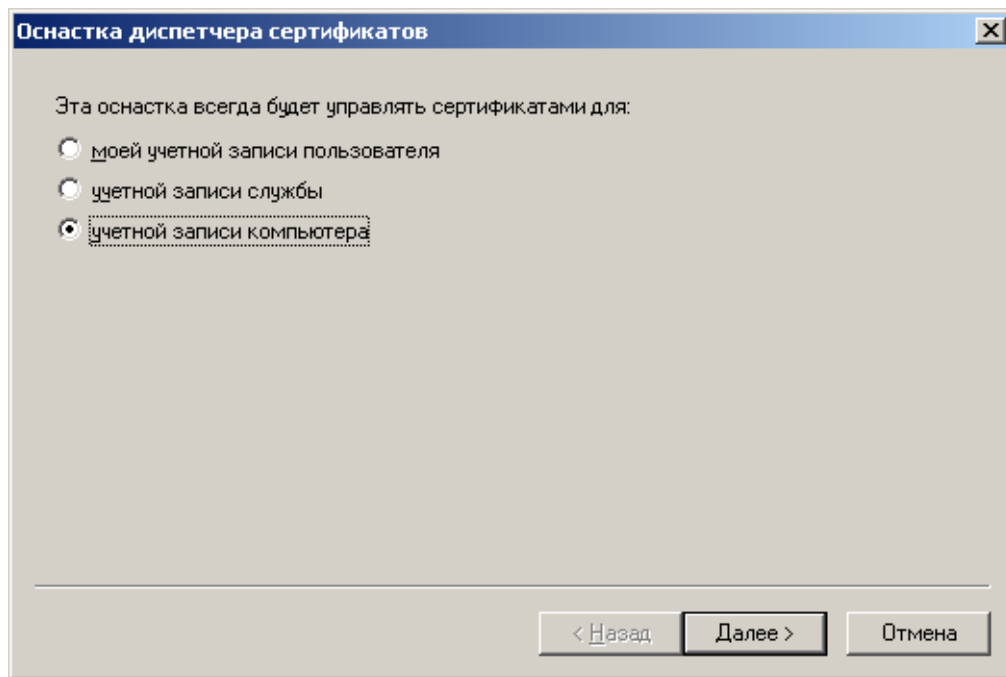 Оснастка диспетчера сертификатов
Эта оснастка всегда будет управлять сертификатами для:
моей учетной записи пользователя
учетной записи службы
учетной записи компьютера
< Назад Далее > Отмена